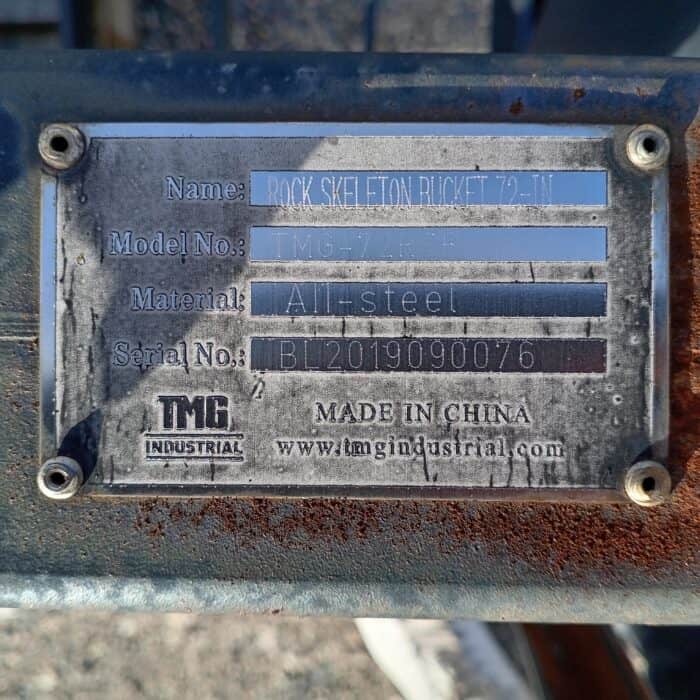 Name: ROCK SKELETON BUCKET 72-IN
Model No.:
Material: All-steel
Serial No.: BL2019090076
TMG
INDUSTRIAL
MADE IN CHINA
www.tmgindustrial.com